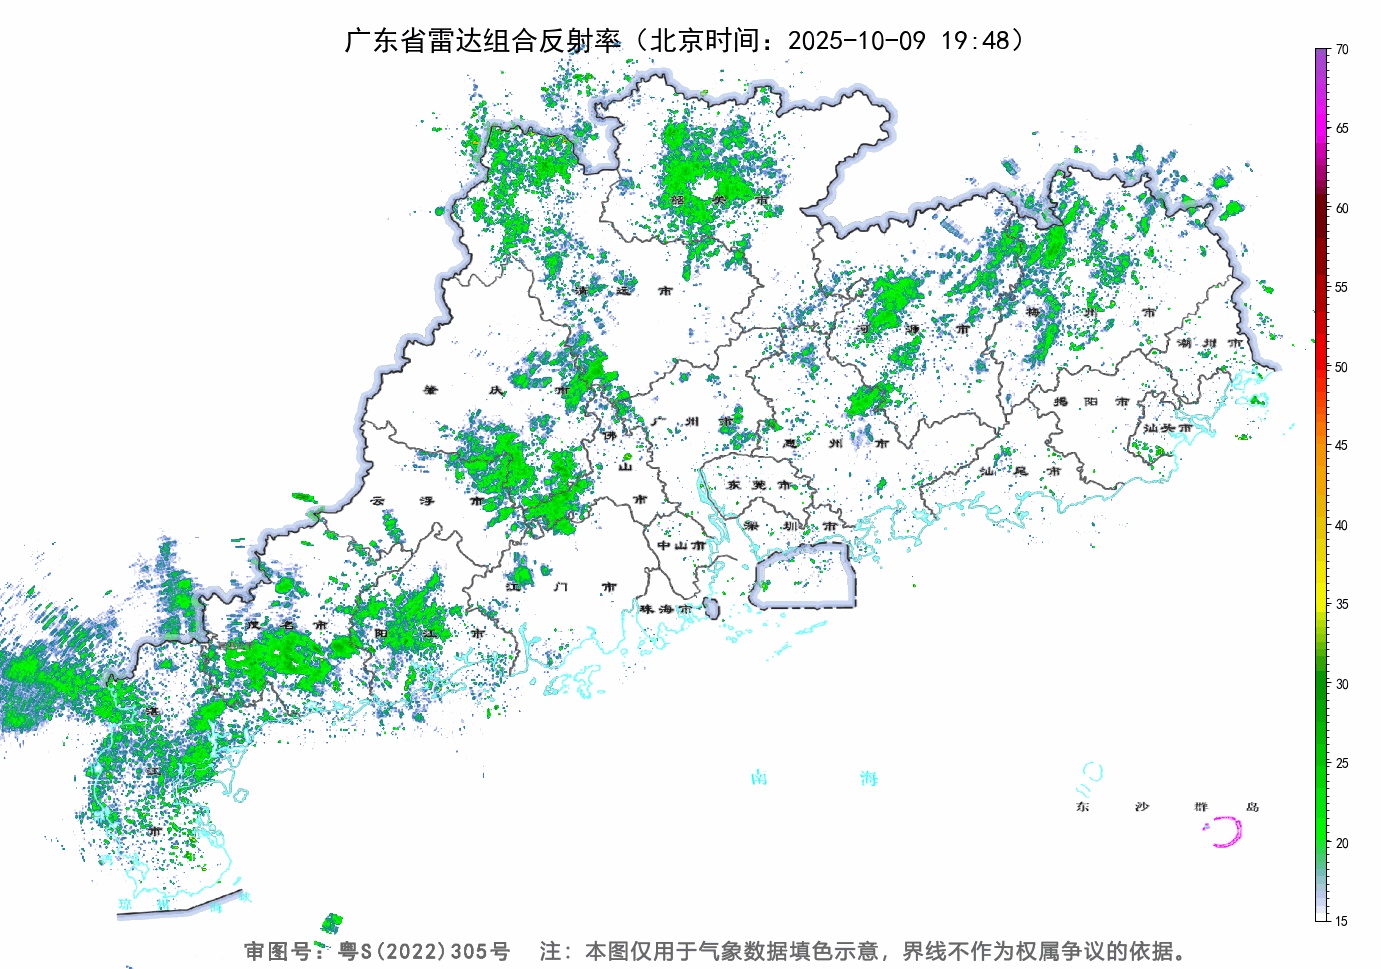 广东省雷达组合反射率（北京时间：2025-10-09 19:48）
70
65
60
55
50
45
40
35
30
25
20
15
韶关市
清远市
河源市
梅州市
潮州市
肇庆市
广州市
惠州市
揭阳市
汕头市
佛山市
东莞市
汕尾市
云浮市
深圳市
中山市
江门市
珠海市
茂名市
阳江市
湛江市
南海
东沙群岛
琼州海峡
审图号：粤S(2022)305号 注：本图仅用于气象数据填色示意，界线不作为权属争议的依据。